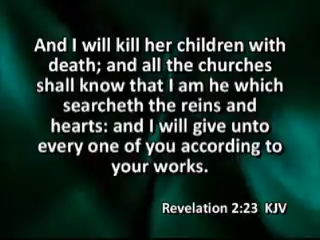 And I will kill her children with
death; and all the churches
shall know that I am he which
searcheth the reins and
hearts: and I will give unto
every one of you according to
your works.
Revelation 2:23 KJV